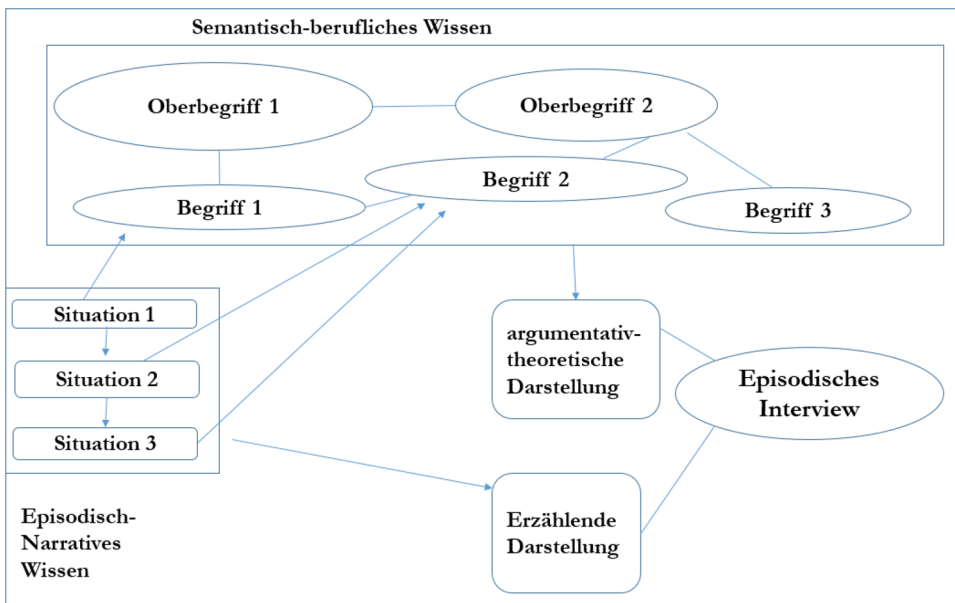 Semantisch-berufliches Wissen
Oberbegriff 1
Oberbegriff 2
Begriff 1
Begriff 2
Begriff 3
Situation 1
Situation 2
Situation 3
argumentativ-
theoretische
Darstellung
Episodisches
Interview
Erzählende
Darstellung
Episodisch-
Narratives
Wissen